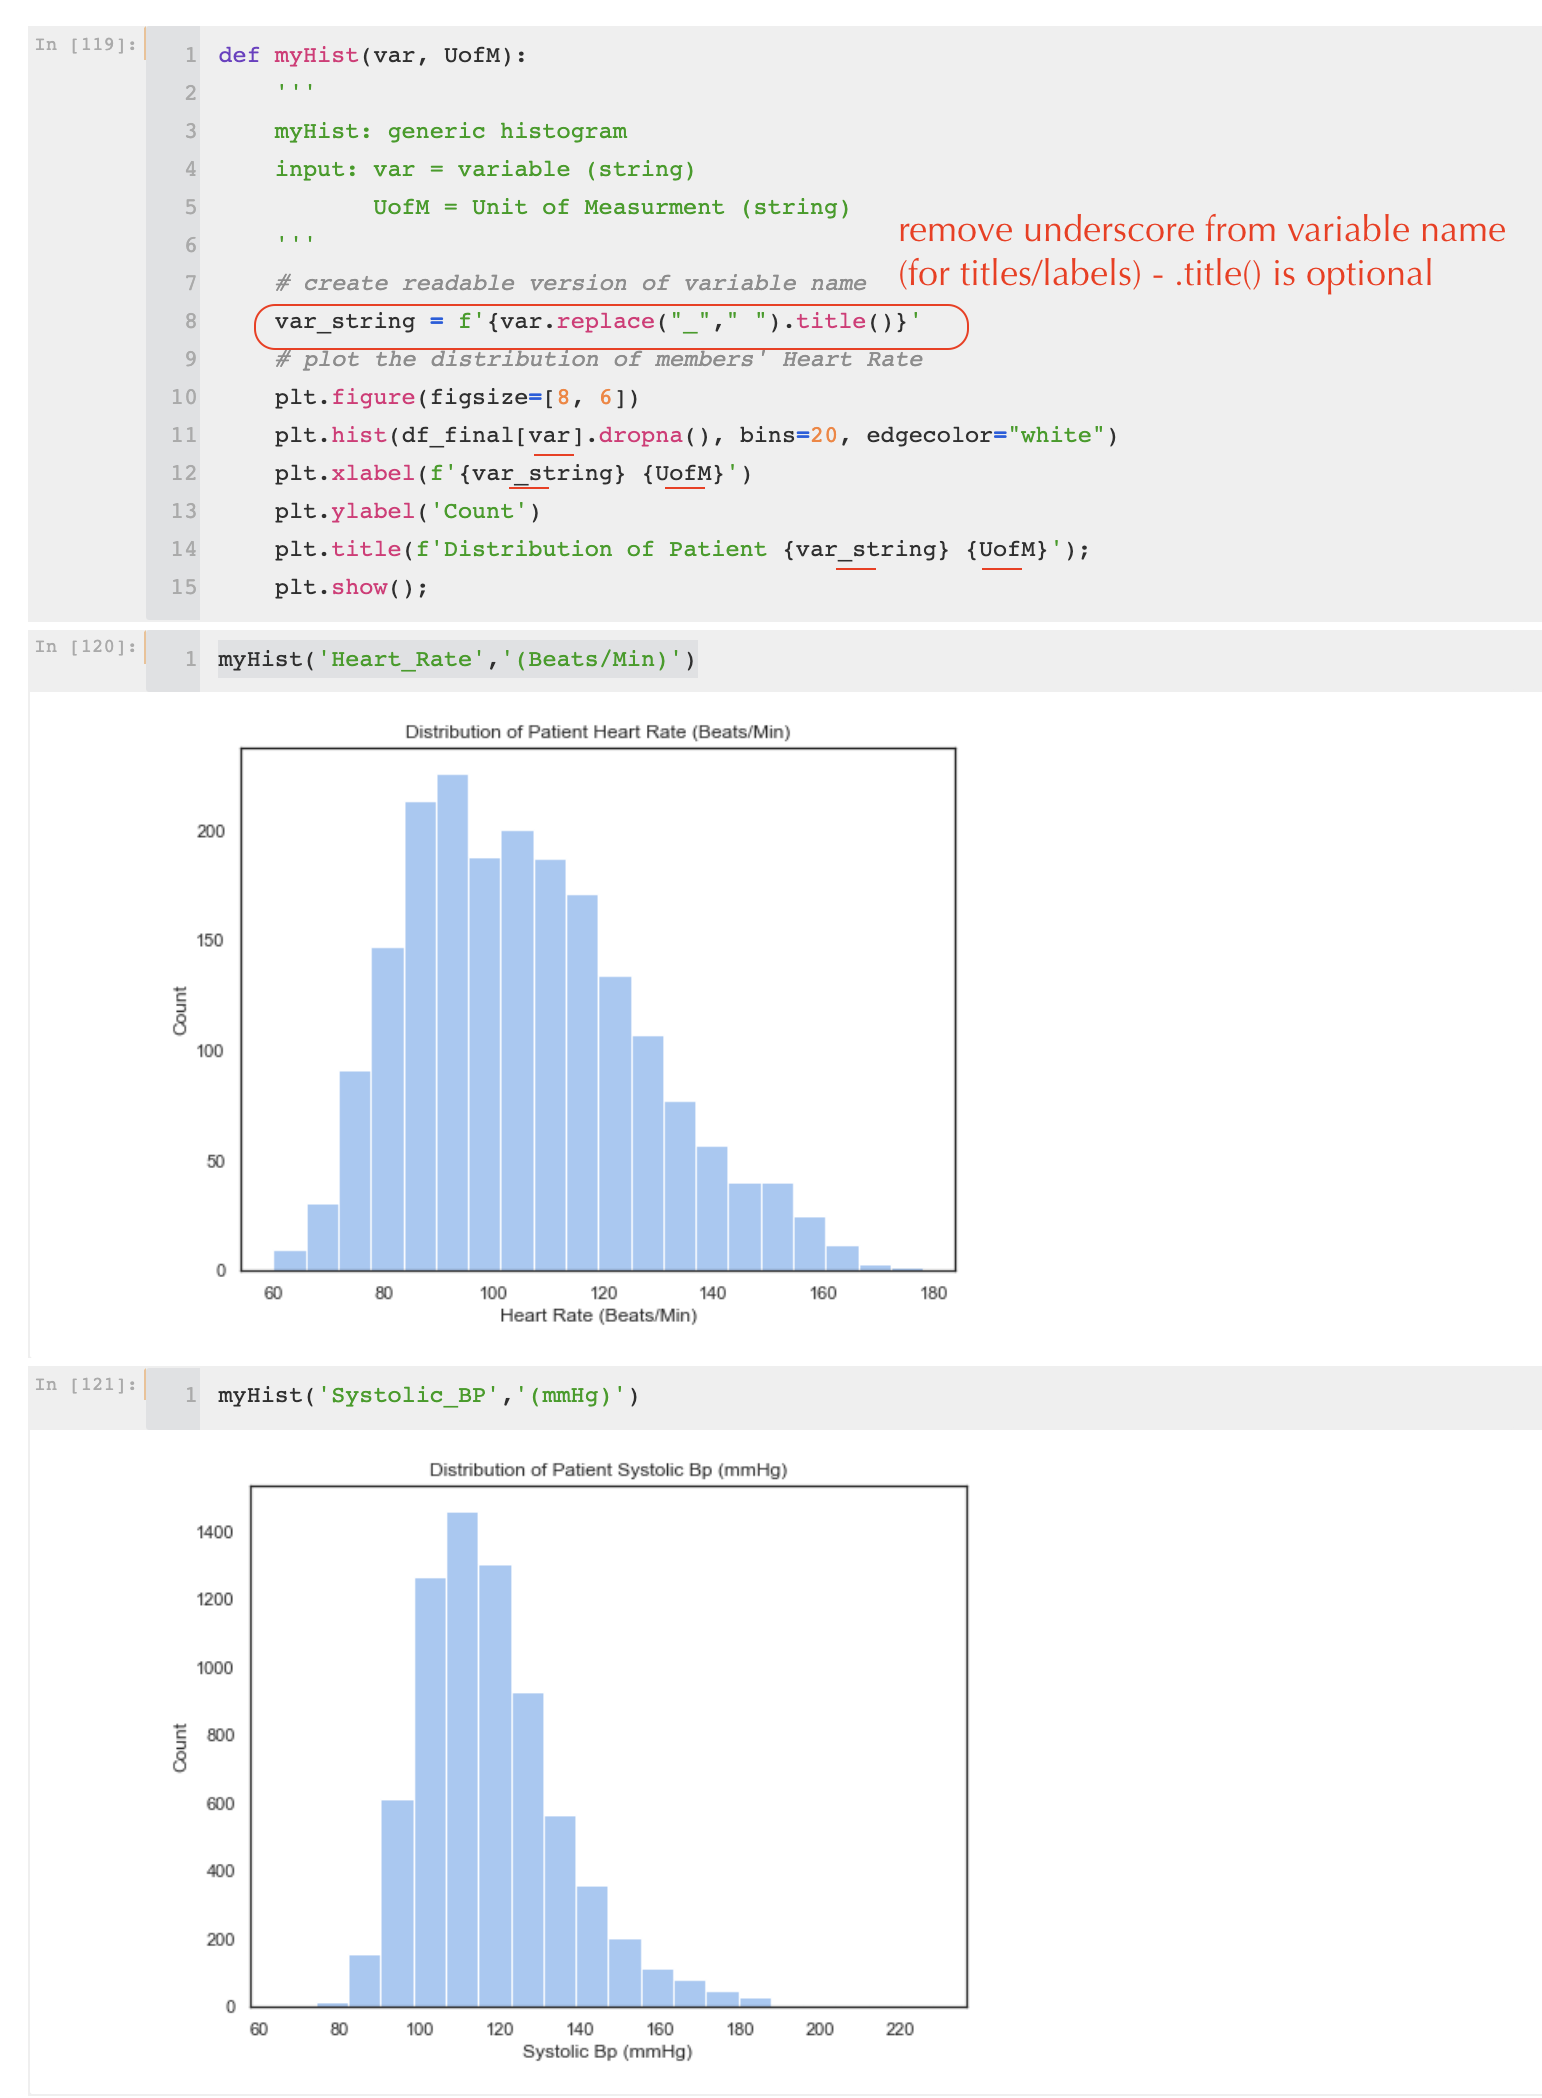 In [119]:
1 def myHist(var, UofM):
2     '''
3     myHist: generic histogram
4     input: var = variable (string)
5            UofM = Unit of Measurment (string)
6     '''
remove underscore from variable name
(for titles/labels) - .title() is optional
7     # create readable version of variable name
8     var_string = f'{var.replace("_"," ").title()}'
9     # plot the distribution of members' Heart Rate
10     plt.figure(figsize=[8, 6])
11     plt.hist(df_final[var].dropna(), bins=20, edgecolor="white")
12     plt.xlabel(f'{var_string} {UofM}')
13     plt.ylabel('Count')
14     plt.title(f'Distribution of Patient {var_string} {UofM}');
15     plt.show();
In [120]:
1 myHist('Heart_Rate','(Beats/Min)')
Distribution of Patient Heart Rate (Beats/Min)
200
150
100
50
0
Count
60 80 100 120 140 160 180
Heart Rate (Beats/Min)
In [121]:
1 myHist('Systolic_BP','(mmHg)')
Distribution of Patient Systolic Bp (mmHg)
1400
1200
1000
800
600
400
200
0
Count
60 80 100 120 140 160 180 200 220
Systolic Bp (mmHg)